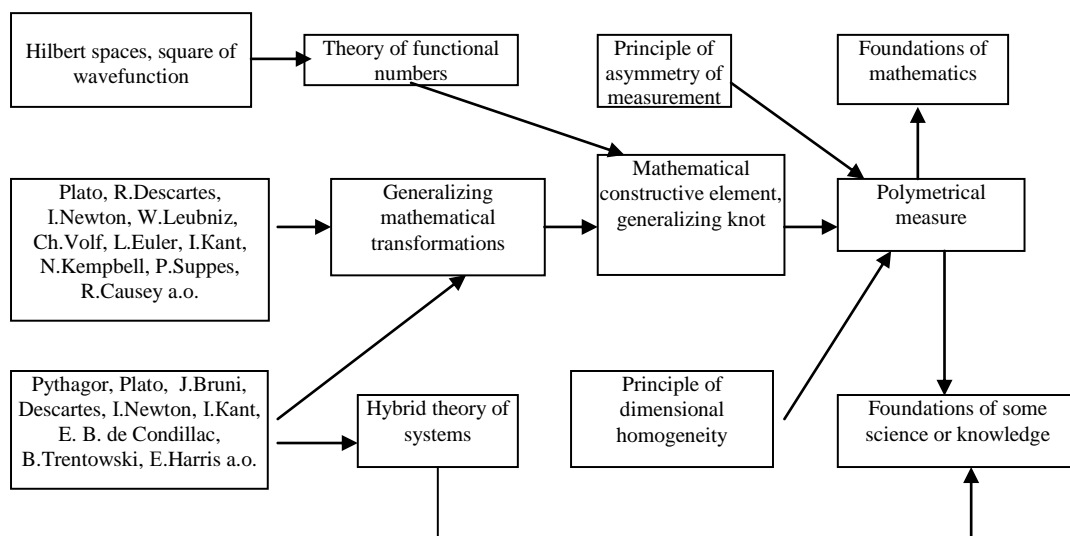 Hilbert spaces, square of
wavefunction
Theory of functional
numbers
Principle of
asymmetry of
measurement
Foundations of
mathematics
Plato, R.Descartes,
I.Newton, W.Leubniz,
Ch.Volf, L.Euler, I.Kant,
N.Kempbell, P.Suppes,
R.Causey a.o.
Generalizing
mathematical
transformations
Mathematical
constructive element,
generalizing knot
Polymetrical
measure
Pythagor, Plato, J.Bruni,
Descartes, I.Newton, I.Kant,
E. B. de Condillac,
B.Trentowski, E.Harris a.o.
Hybrid theory of
systems
Principle of
dimensional
homogeneity
Foundations of some
science or knowledge